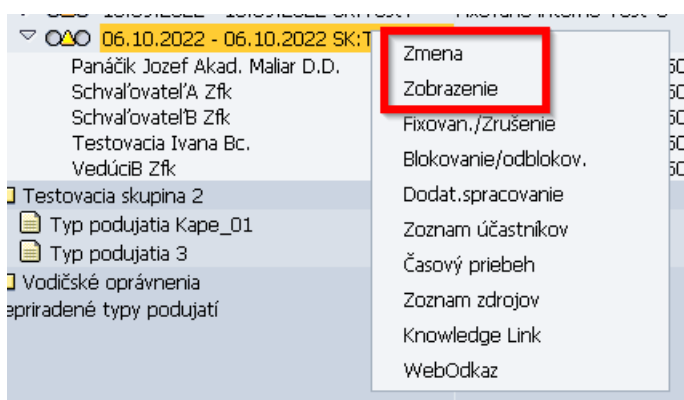 06.10.2022 - 06.10.2022 SK:T
Panáčik Jozef Akad. Maliar D.D.
Schvaľovateľ'A Zfk
Schvaľovateľ'B Zfk
Testovacia Ivana Bc.
VedúciB Zfk
Testovacia skupina 2
Typ podujatia Kape_01
Typ podujatia 3
Vodičské oprávnenia
epriradené typy podujatí
Zmena
Zobrazenie
Fixovan./Zrušenie
Blokovanie/odblokov.
Dodat.spracovanie
Zoznam účastníkov
Časový priebeh
Zoznam zdrojov
Knowledge Link
WebOdkaz